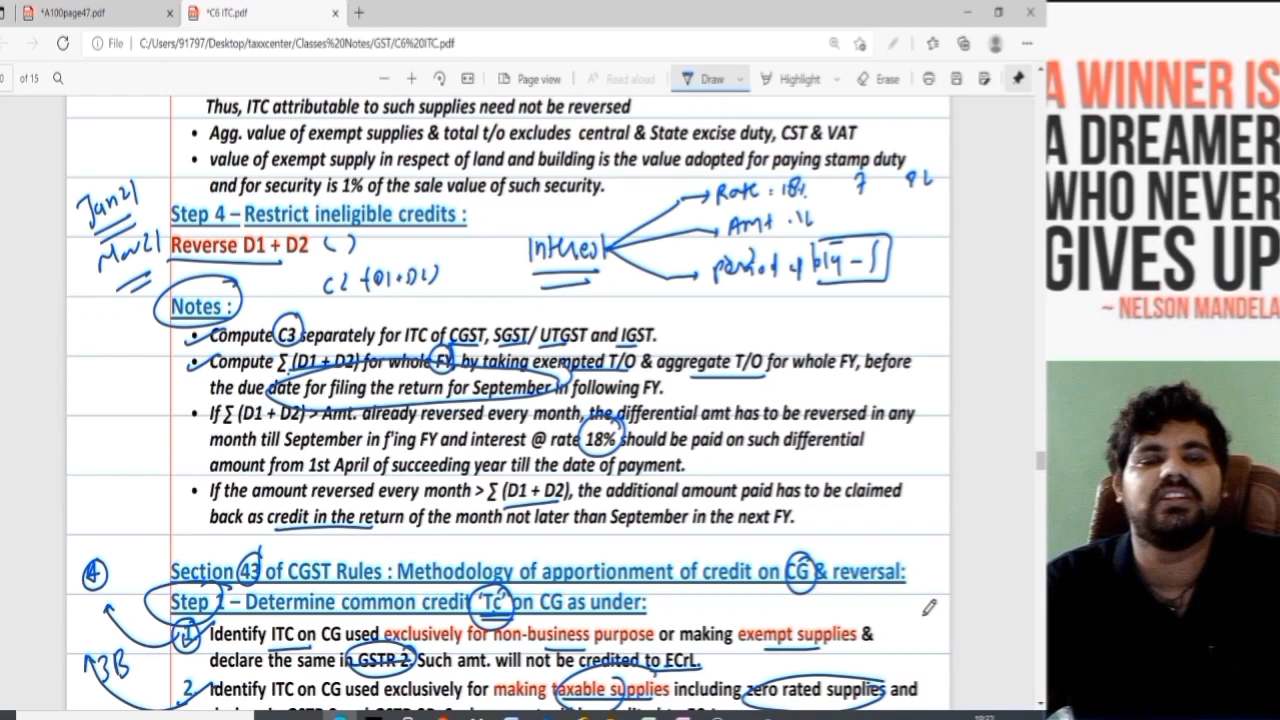 *A100page47.pdf
*C6 ITC.pdf
File
C:/Users/91797/Desktop/taxxcenter/Classes%20Notes/GST/C6%20ITC.pdf
of 15
Page view
Read aloud
Draw
Highlight
Erase
Thus, ITC attributable to such supplies need not be reversed
• Agg. value of exempt supplies & total t/o excludes central & State excise duty, CST & VAT
• value of exempt supply in respect of land and building is the value adopted for paying stamp duty
and for security is 1% of the sale value of such security.
Jan 21
Mar 21
Step 4 – Restrict ineligible credits :
Reverse D1 + D2
Interest
Rate : 18%
Amt
period of
Notes :
• Compute C3 separately for ITC of CGST, SGST/ UTGST and IGST.
• Compute ∑ (D1 + D2) for whole FY, by taking exempted T/O & aggregate T/O for whole FY, before
the due date for filing the return for September in following FY.
• If ∑ (D1 + D2) > Amt. already reversed every month, the differential amt has to be reversed in any
month till September in f'ing FY and interest @ rate 18% should be paid on such differential
amount from 1st April of succeeding year till the date of payment.
• If the amount reversed every month > ∑ (D1 + D2), the additional amount paid has to be claimed
back as credit in the return of the month not later than September in the next FY.
4
Section 43 of CGST Rules : Methodology of apportionment of credit on CG & reversal:
Step 1 – Determine common credit 'Tc' on CG as under:
Identify ITC on CG used exclusively for non-business purpose or making exempt supplies &
declare the same in GSTR 2. Such amt. will not be credited to ECrL.
3B
2. Identify ITC on CG used exclusively for making taxable supplies including zero rated supplies and
A WINNER IS
A DREAMER
WHO NEVER
GIVES UP
~ NELSON MANDELA